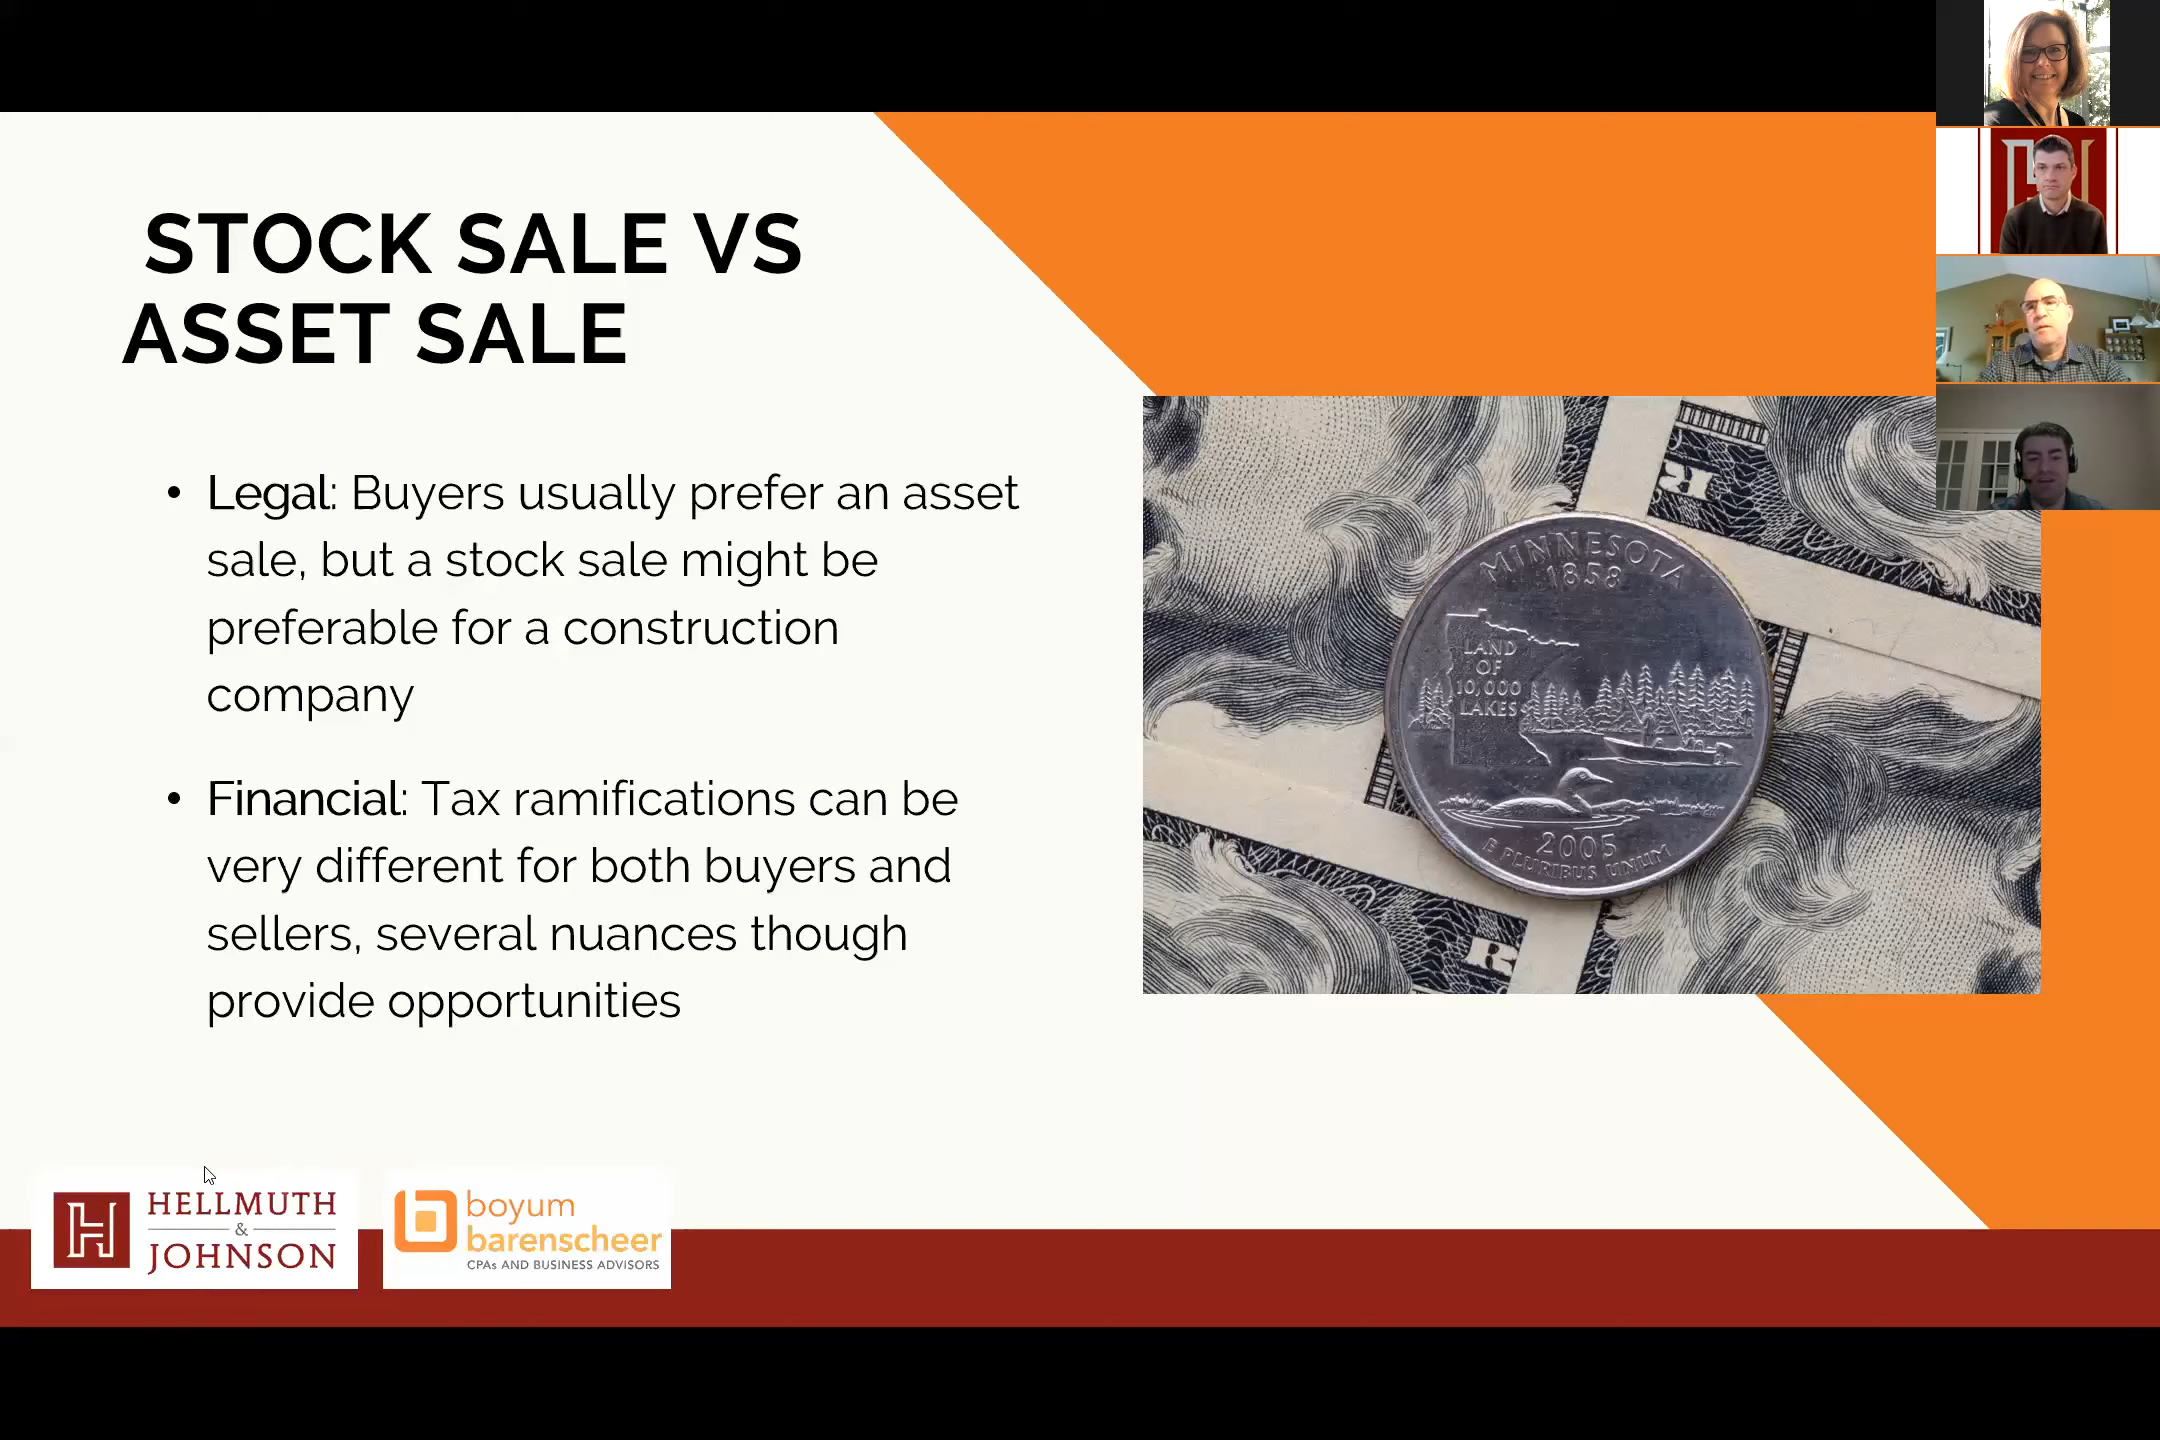 STOCK SALE VS
ASSET SALE
• Legal: Buyers usually prefer an asset
sale, but a stock sale might be
preferable for a construction
company
• Financial: Tax ramifications can be
very different for both buyers and
sellers, several nuances though
provide opportunities
MINNESOTA
1858
LAND
OF
10,000
LAKES
2005
E PLURIBUS UNUM
R
HELLMUTH
&
JOHNSON
boyum
barenscheer
CPAs AND BUSINESS ADVISORS